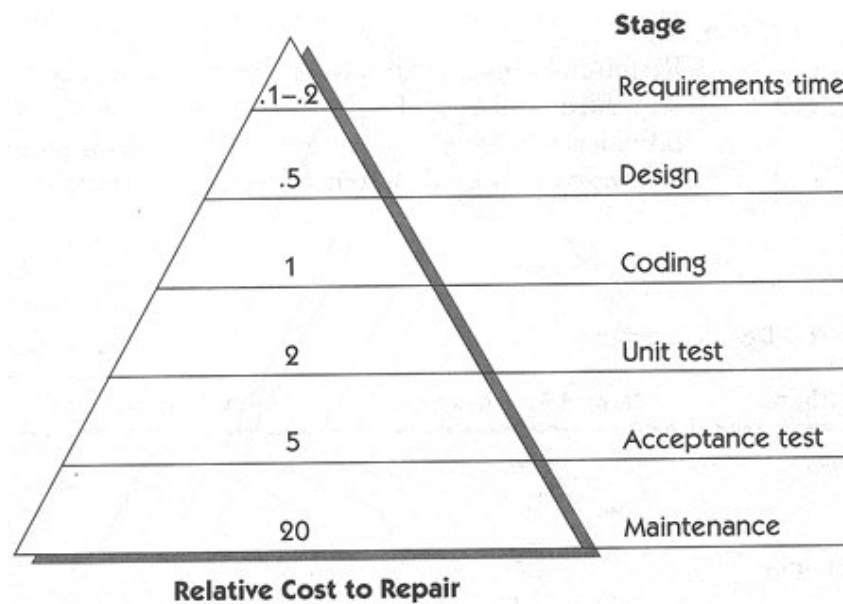 Stage
.1–.2 Requirements time
.5 Design
1 Coding
2 Unit test
5 Acceptance test
20 Maintenance
Relative Cost to Repair